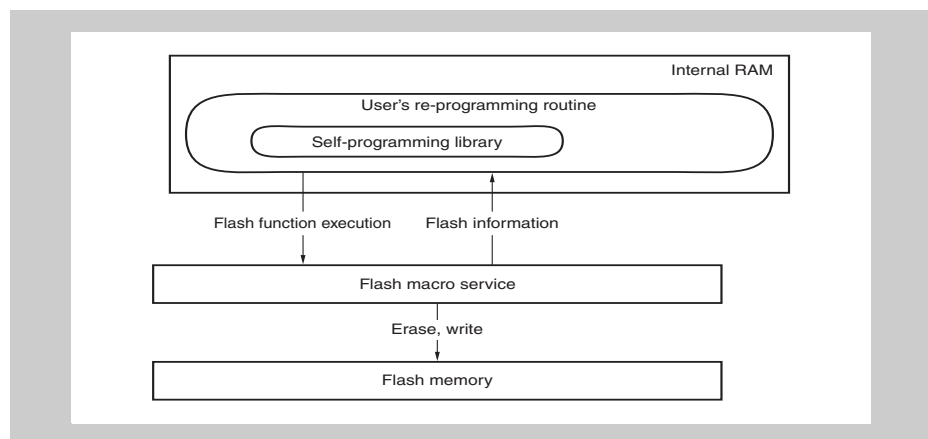 Internal RAM
User's re-programming routine
Self-programming library
Flash function execution
Flash information
Flash macro service
Erase, write
Flash memory